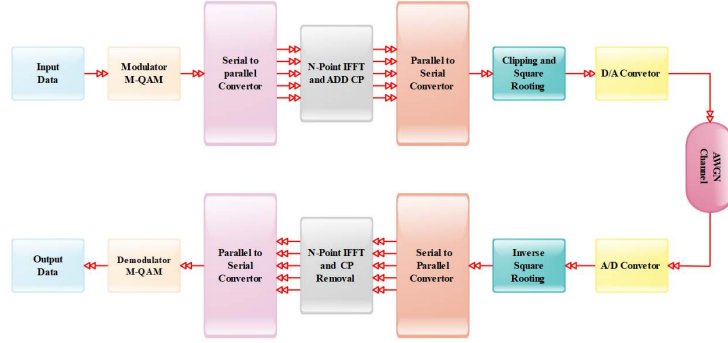 Input
Data
Modulator
M-QAM
Serial to
parallel
Convertor
N-Point IFFT
and ADD CP
Parallel to
Serial
Convertor
Clipping and
Square
Rooting
D/A Convetor
AWGN
Channel
Output
Data
Demodulator
M-QAM
Parallel to
Serial
Convertor
N-Point IFFT
and CP
Removal
Serial to
Parallel
Convertor
Inverse
Square
Rooting
A/D Convetor